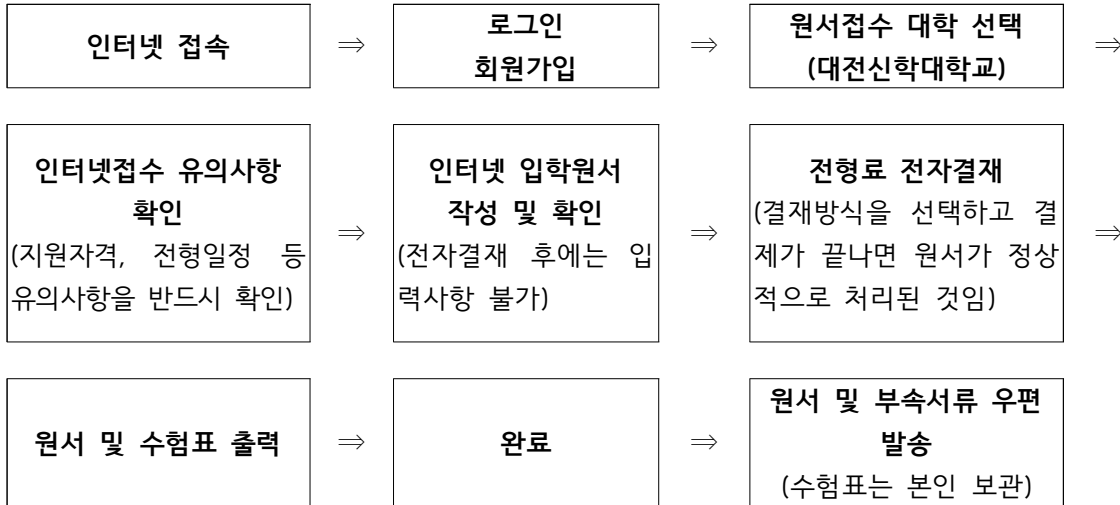 인터넷 접속 ⇒ 로그인 회원가입 ⇒ 원서접수 대학 선택 (대전신학대학교) ⇒
인터넷접수 유의사항
확인
(지원자격, 전형일정 등
유의사항을 반드시 확인)
⇒
인터넷 입학원서
작성 및 확인
(전자결재 후에는 입
력사항 불가)
⇒
전형료 전자결재
(결재방식을 선택하고 결
제가 끝나면 원서가 정상
적으로 처리된 것임)
⇒
원서 및 수험표 출력
⇒
완료
⇒
원서 및 부속서류 우편
발송
(수험표는 본인 보관)